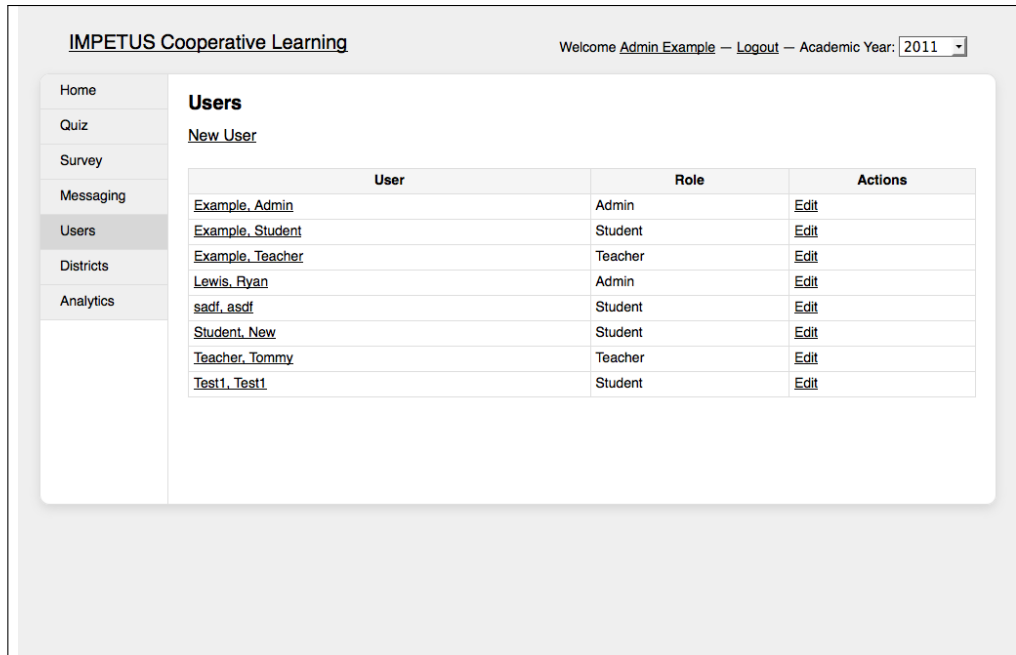 IMPETUS Cooperative Learning
Welcome Admin Example — Logout — Academic Year: 2011
Home
Quiz
Survey
Messaging
Users
Districts
Analytics
Users
New User
User Role Actions
Example, Admin Admin Edit
Example, Student Student Edit
Example, Teacher Teacher Edit
Lewis, Ryan Admin Edit
sadf, asdf Student Edit
Student, New Student Edit
Teacher, Tommy Teacher Edit
Test1, Test1 Student Edit